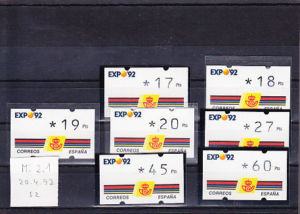 EXPO 92
*17 Pts
EXPO 92
*18 Pts
EXPO 92
*19 Pts
CORREOS ESPAÑA
EXPO 92
*20 Pts
EXPO 92
*27 Pts
M. 2.1
20.4.92
EXPO 92
*45 Pts
CORREOS ESPAÑA
EXPO 92
*60 Pts
CORREOS ESPAÑA